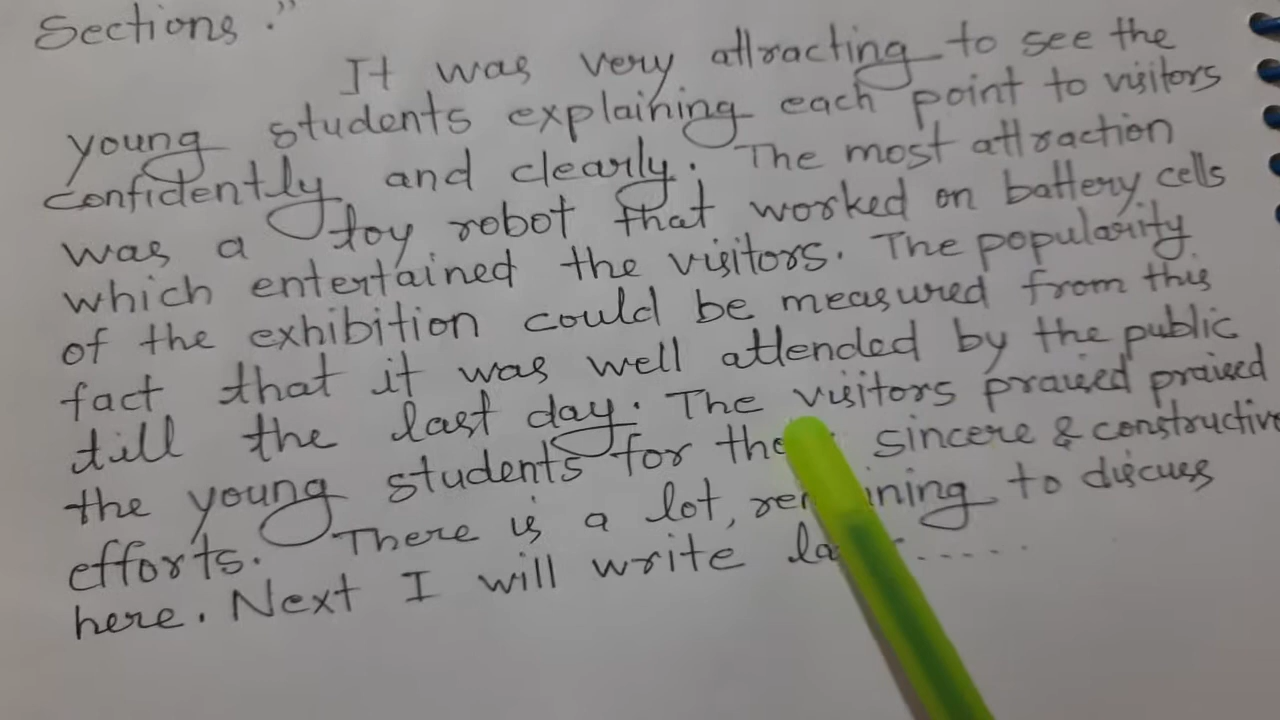 Sections."
It was very attracting to see the
young students explaining each point to visitors
confidently and clearly. The most attraction
was a toy robot that worked on battery cells
which entertained the visitors. The popularity
of the exhibition could be measured from this
fact that it was well attended by the public
till the last day. The visitors praised praised
the young students for sincere & constructive
efforts. There is a lot, to discuss
here. Next I will write .....